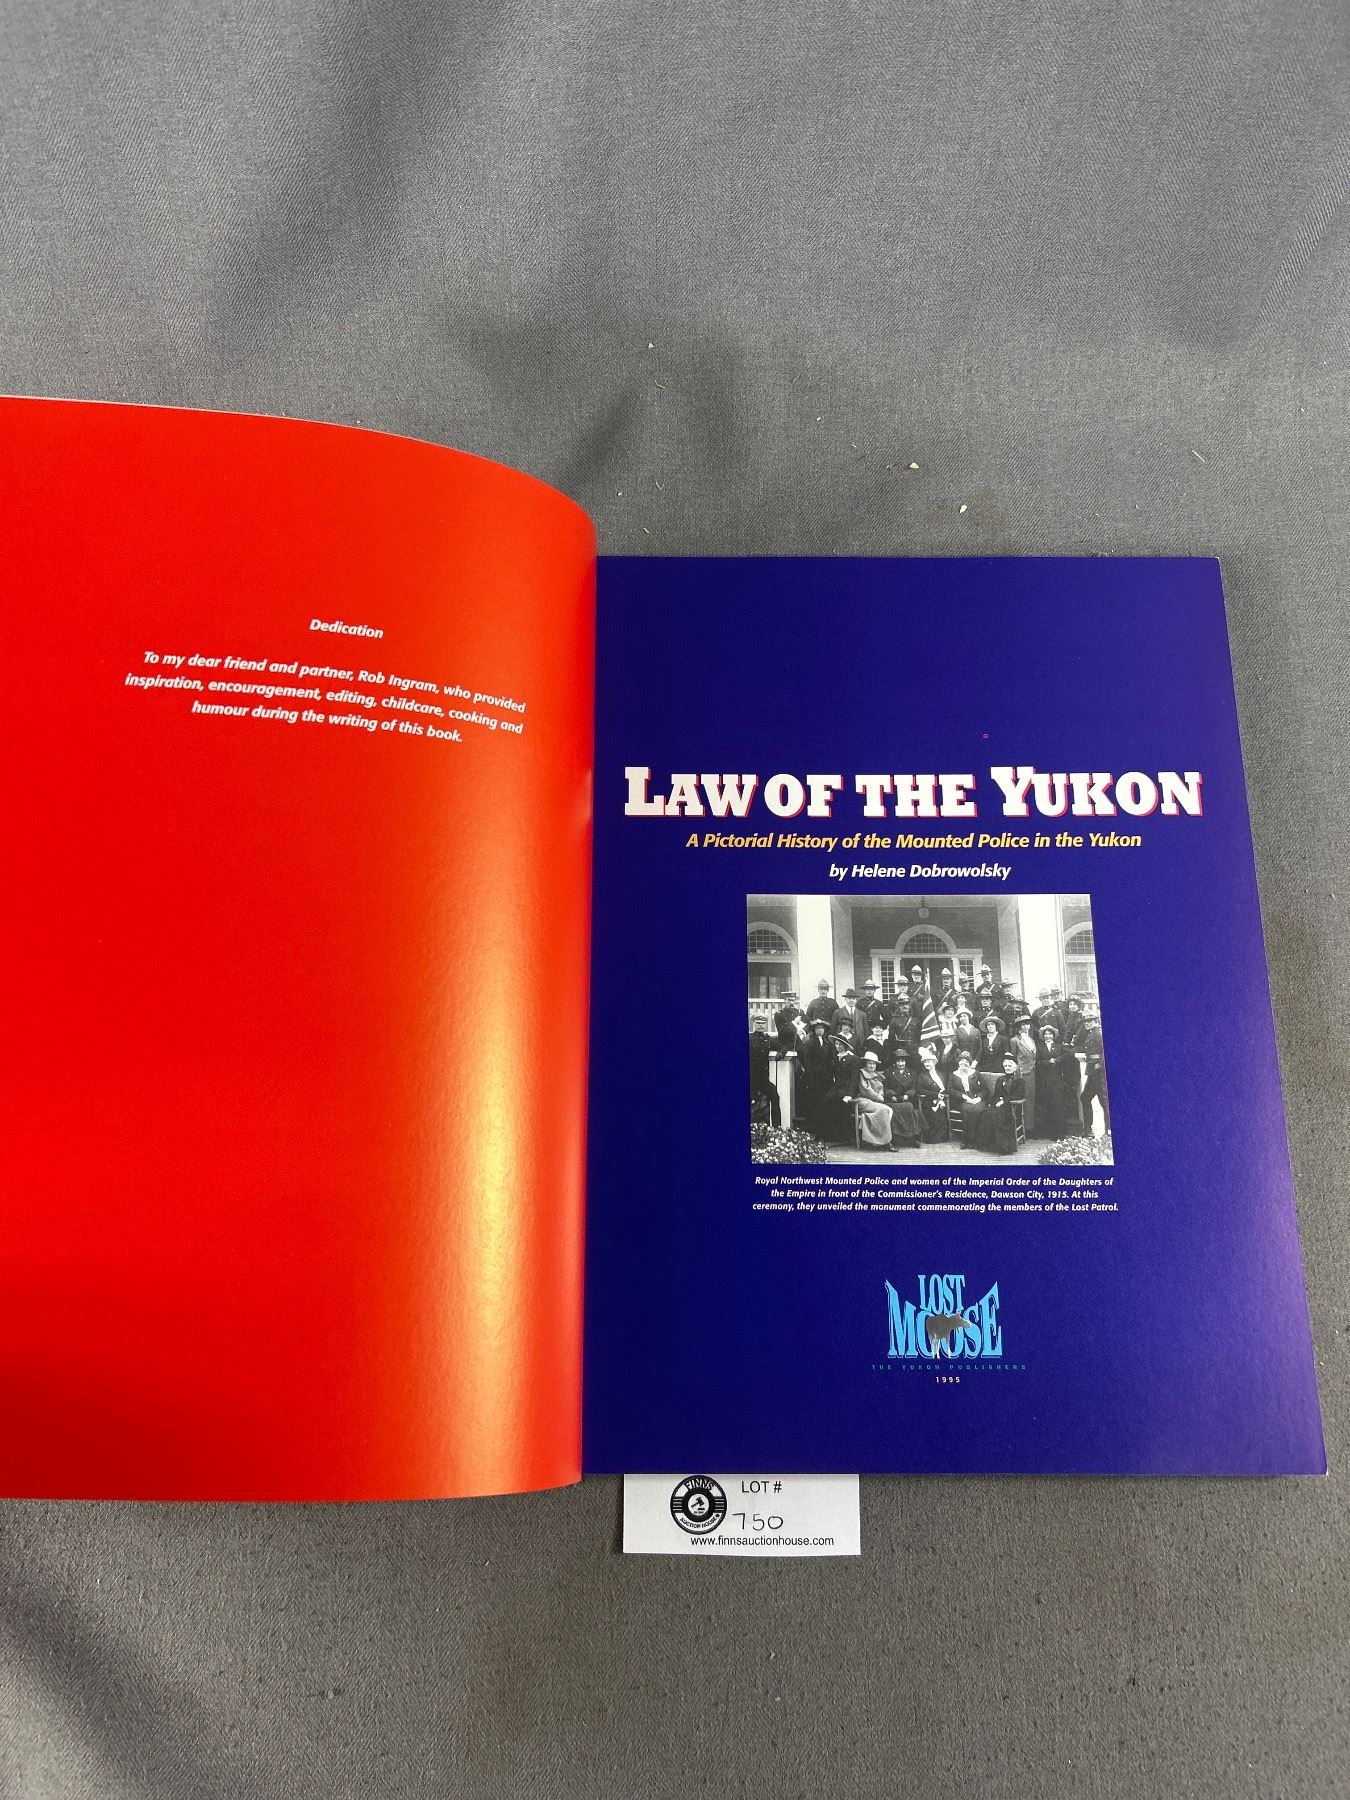 Dedication
To my dear friend and partner, Rob Ingram, who provided
inspiration, encouragement, editing, childcare, cooking and
humour during the writing of this book.
LAW OF THE YUKON
A Pictorial History of the Mounted Police in the Yukon
by Helene Dobrowolsky
Royal Northwest Mounted Police and women of the Imperial Order of the Daughters of
the Empire in front of the Commissioner's Residence, Dawson City, 1915. At this
ceremony, they unveiled the monument commemorating the members of the Lost Patrol.
LOST
MOOSE
THE YUKON PUBLISHERS
1995
FINNS
AUCTION HOUSE
LOT #
750
www.finnsauctionhouse.com